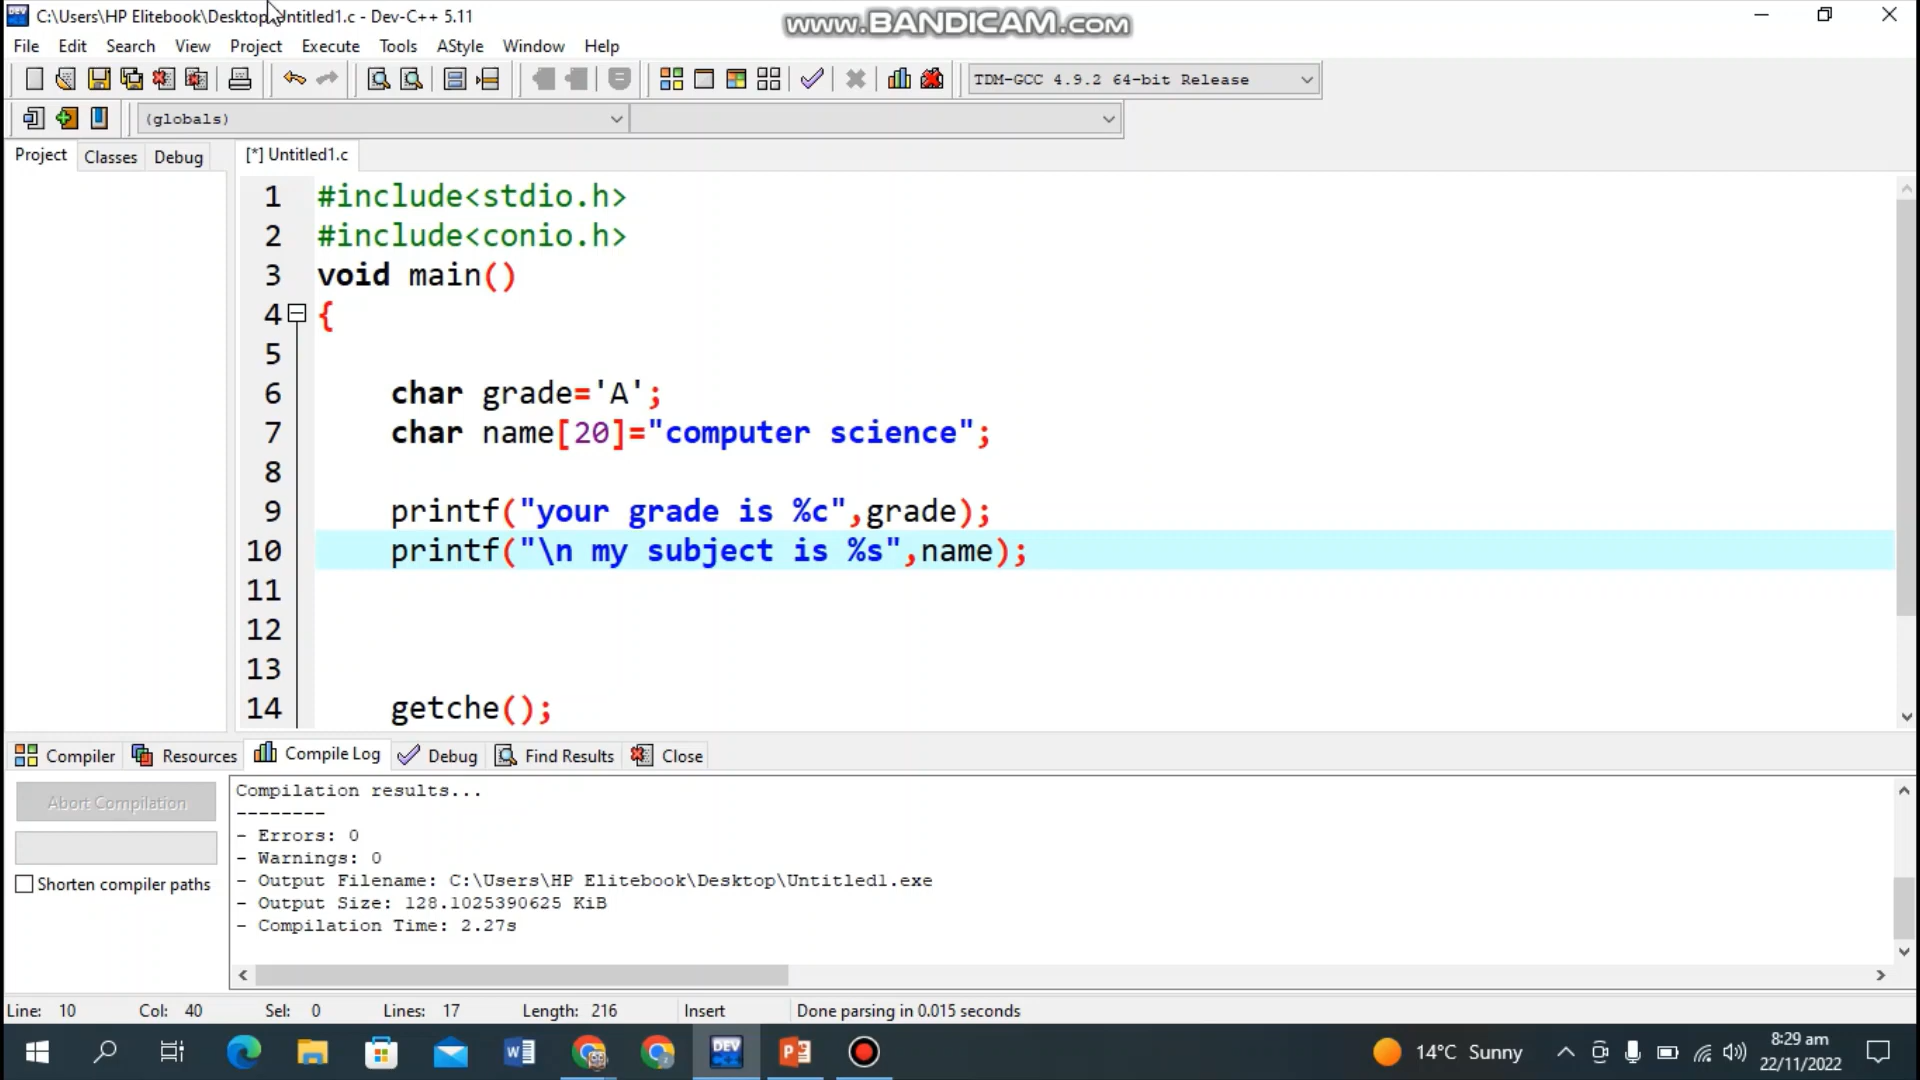 C:\Users\HP Elitebook\Desktop\Untitled1.c - Dev-C++ 5.11
www.BANDICAM.com
File Edit Search View Project Execute Tools AStyle Window Help
TDM-GCC 4.9.2 64-bit Release
(globals)
Project Classes Debug
[*] Untitled1.c
1 #include<stdio.h>
2 #include<conio.h>
3 void main()
4 {
5
6 char grade='A';
7 char name[20]="computer science";
8
9 printf("your grade is %c",grade);
10 printf("\n my subject is %s",name);
11
12
13
14 getche();
Compiler Resources Compile Log Debug Find Results Close
Abort Compilation
Shorten compiler paths
Compilation results...
--------
- Errors: 0
- Warnings: 0
- Output Filename: C:\Users\HP Elitebook\Desktop\Untitled1.exe
- Output Size: 128.1025390625 KiB
- Compilation Time: 2.27s
Line: 10 Col: 40 Sel: 0 Lines: 17 Length: 216 Insert Done parsing in 0.015 seconds
DEV
14°C Sunny
8:29 am
22/11/2022